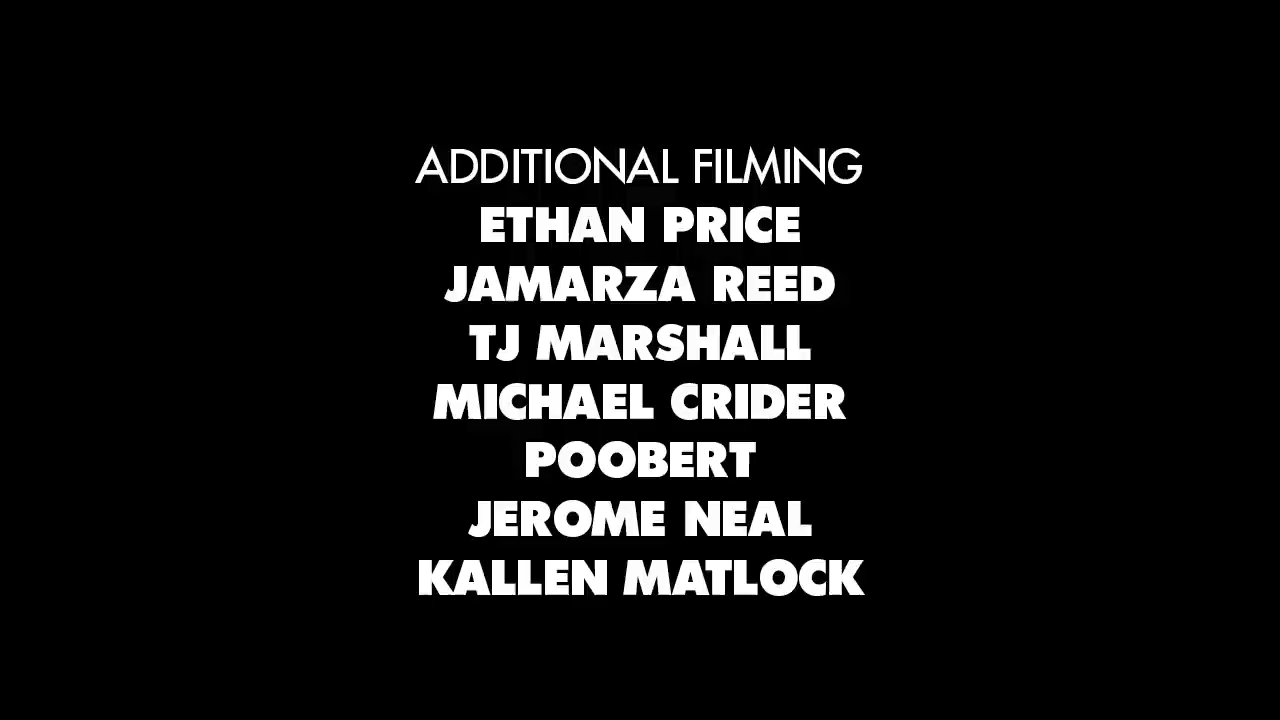 ADDITIONAL FILMING
ETHAN PRICE
JAMARZA REED
TJ MARSHALL
MICHAEL CRIDER
POOBERT
JEROME NEAL
KALLEN MATLOCK